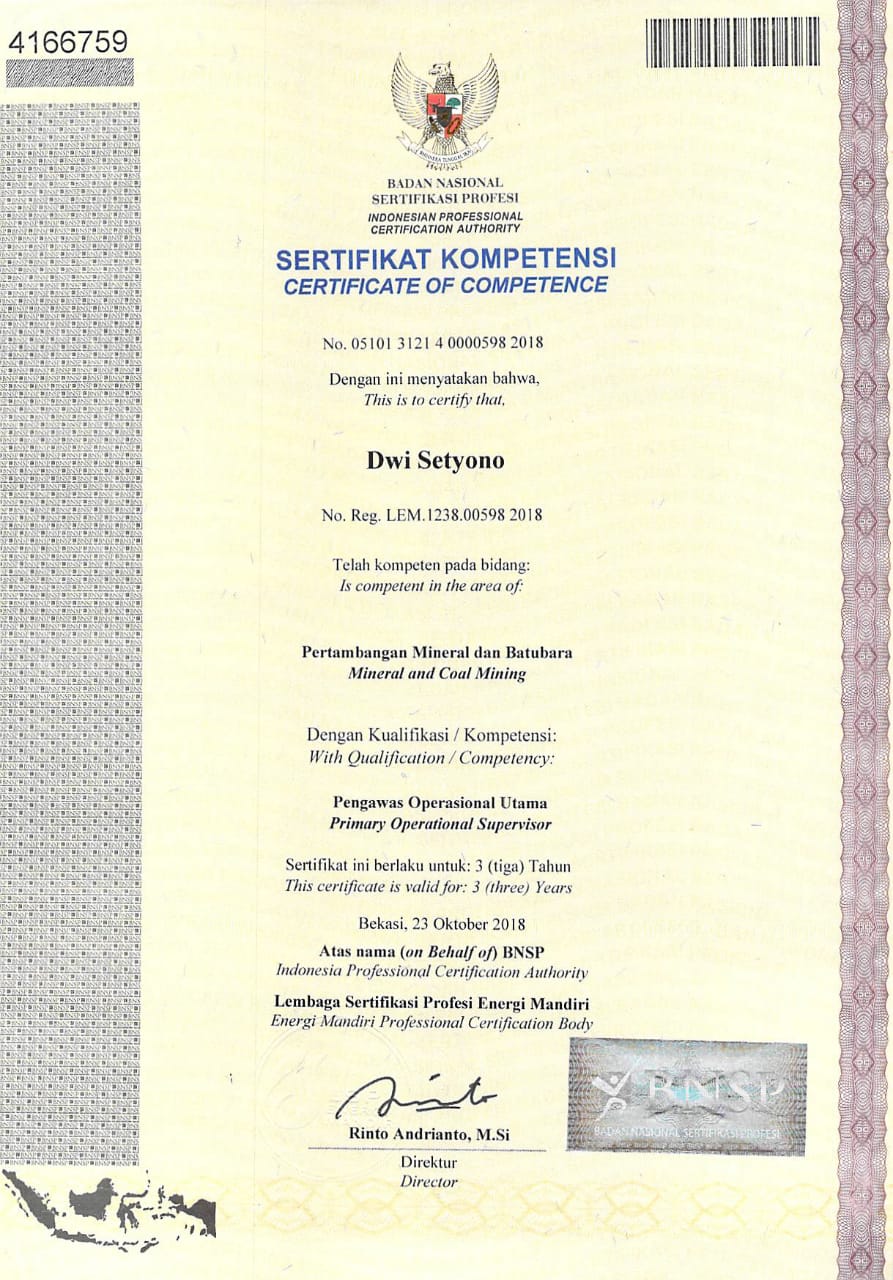 4166759
BHINNEKA TUNGGAL IKA
BADAN NASIONAL
SERTIFIKASI PROFESI
INDONESIAN PROFESSIONAL
CERTIFICATION AUTHORITY
SERTIFIKAT KOMPETENSI
CERTIFICATE OF COMPETENCE
No. 05101 3121 4 0000598 2018
Dengan ini menyatakan bahwa,
This is to certify that,
Dwi Setyono
No. Reg. LEM.1238.00598 2018
Telah kompeten pada bidang:
Is competent in the area of:
Pertambangan Mineral dan Batubara
Mineral and Coal Mining
Dengan Kualifikasi / Kompetensi:
With Qualification / Competency:
Pengawas Operasional Utama
Primary Operational Supervisor
Sertifikat ini berlaku untuk: 3 (tiga) Tahun
This certificate is valid for: 3 (three) Years
Bekasi, 23 Oktober 2018
Atas nama (on Behalf of) BNSP
Indonesia Professional Certification Authority
Lembaga Sertifikasi Profesi Energi Mandiri
Energi Mandiri Professional Certification Body
Rinto Andrianto, M.Si
Direktur
Director
BNSP
BADAN NASIONAL SERTIFIKASI PROFESI